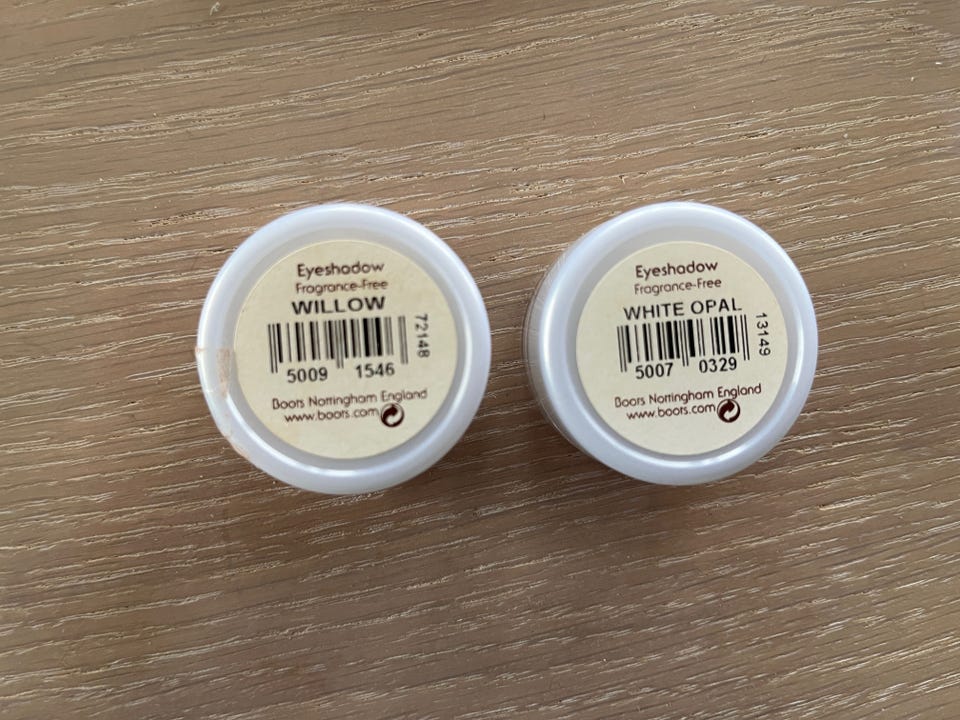 Eyeshadow
Fragrance-Free
WILLOW
72148
5009 1546
Boots Nottingham England
www.boots.com
Eyeshadow
Fragrance-Free
WHITE OPAL
13149
5007 0329
Boots Nottingham England
www.boots.com